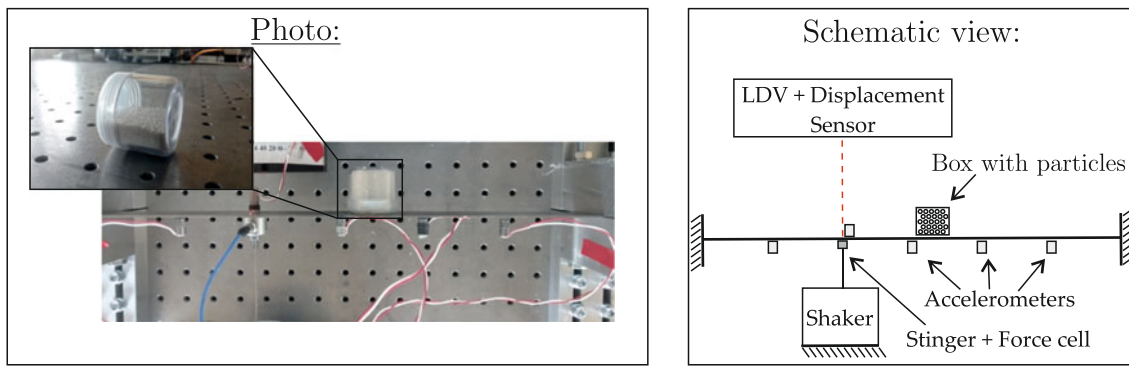 Photo:
Schematic view:
LDV + Displacement
Sensor
Box with particles
Accelerometers
Shaker
Stinger + Force cell